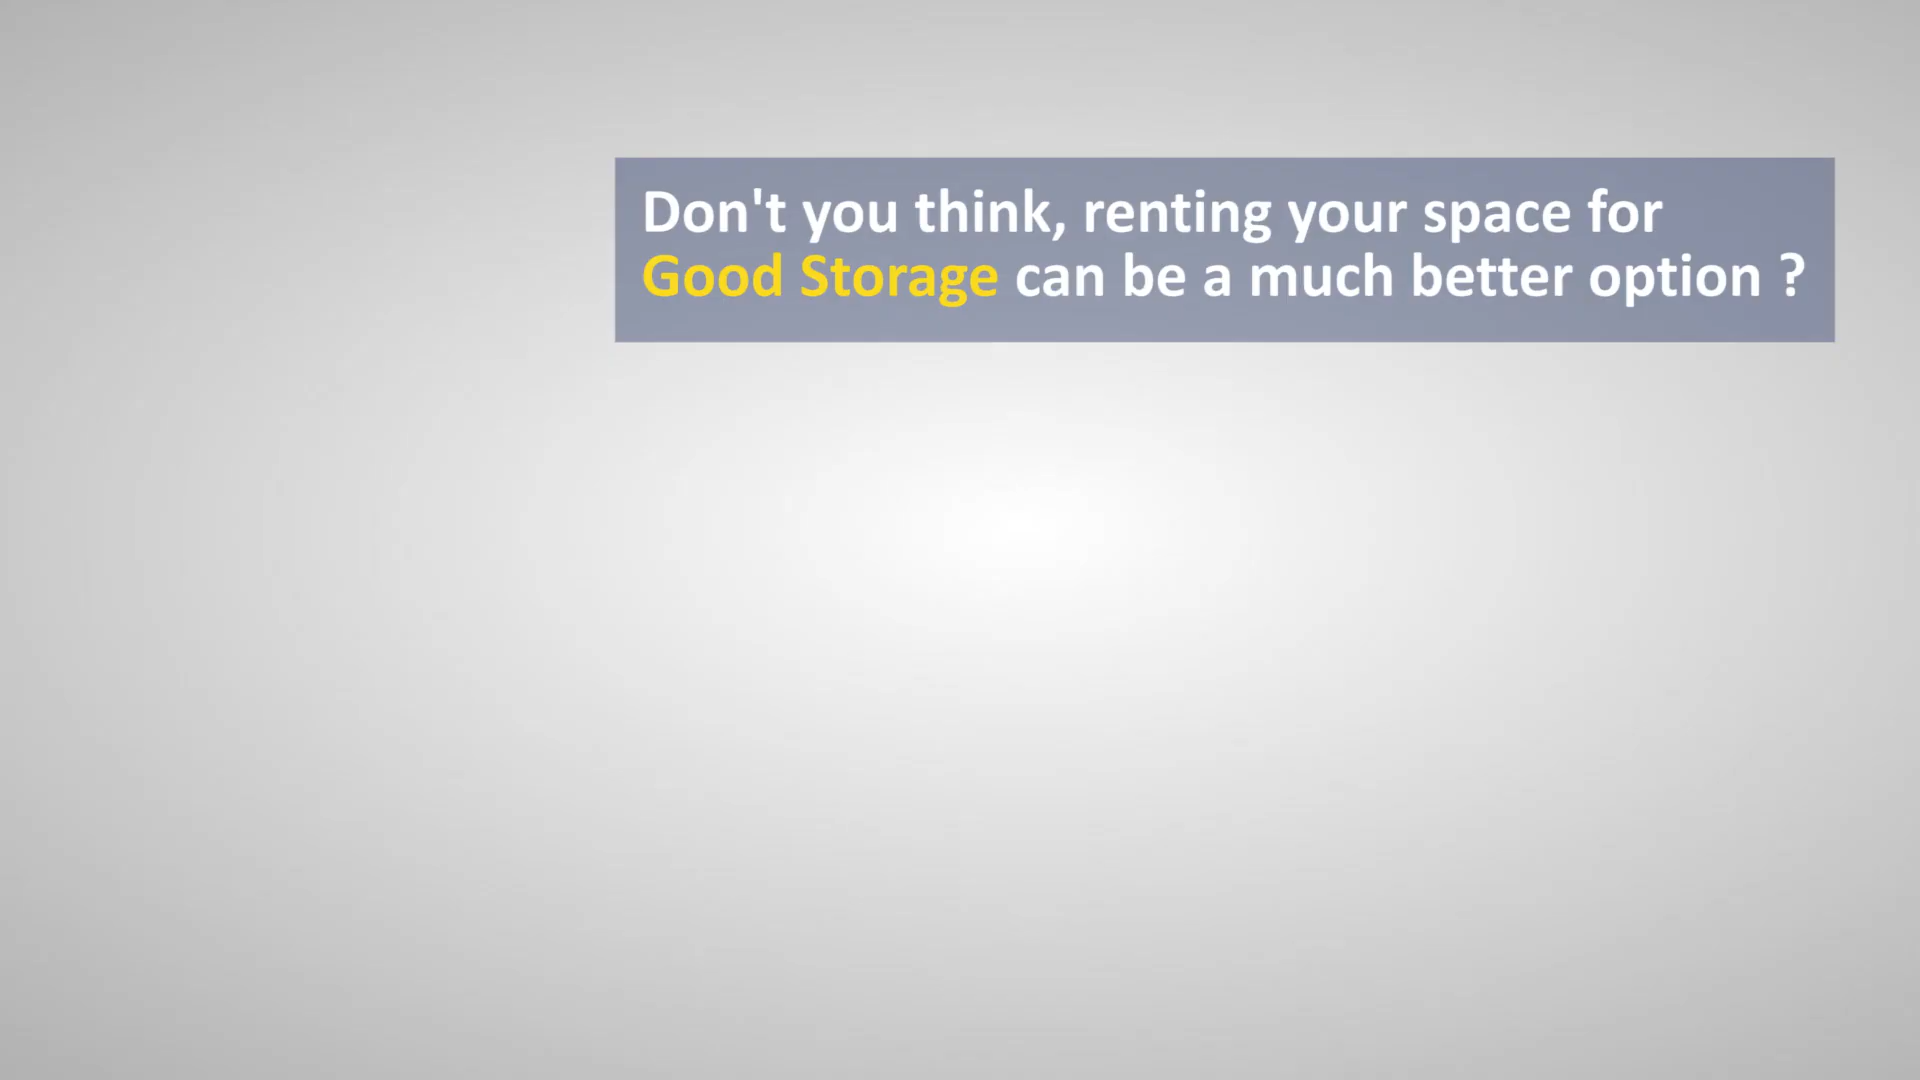 Don't you think, renting your space for
Good Storage can be a much better option ?